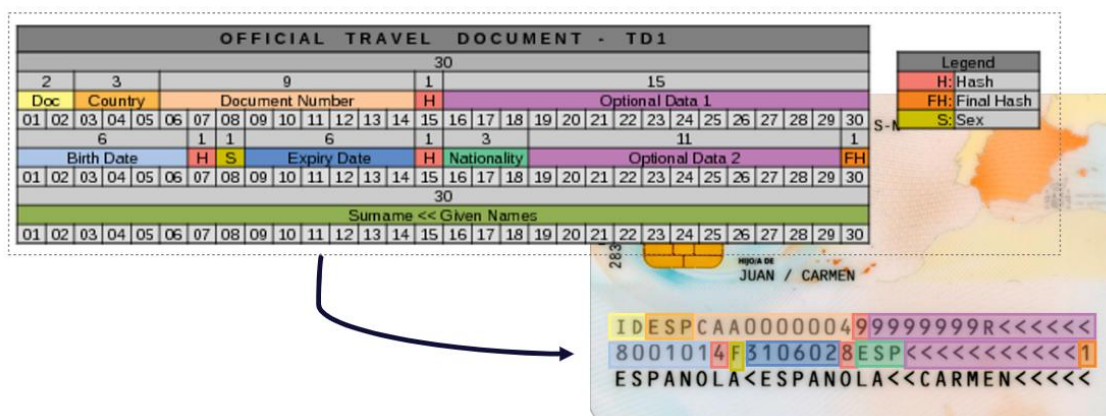 OFFICIAL TRAVEL DOCUMENT - TD1
30
2 3 9 1 15
Doc Country Document Number H Optional Data 1
01 02 03 04 05 06 07 08 09 10 11 12 13 14 15 16 17 18 19 20 21 22 23 24 25 26 27 28 29 30
6 1 1 6 1 3 11 1
Birth Date H S Expiry Date H Nationality Optional Data 2 FH
01 02 03 04 05 06 07 08 09 10 11 12 13 14 15 16 17 18 19 20 21 22 23 24 25 26 27 28 29 30
30
Surname << Given Names
01 02 03 04 05 06 07 08 09 10 11 12 13 14 15 16 17 18 19 20 21 22 23 24 25 26 27 28 29 30
Legend
H: Hash
FH: Final Hash
S: Sex
HIJO/A DE
JUAN / CARMEN
IDESPCAA000000499999999R<<<<<<
8001014F3106028ESP<<<<<<<<<<<1
ESPANOLA<ESPANOLA<<CARMEN<<<<<